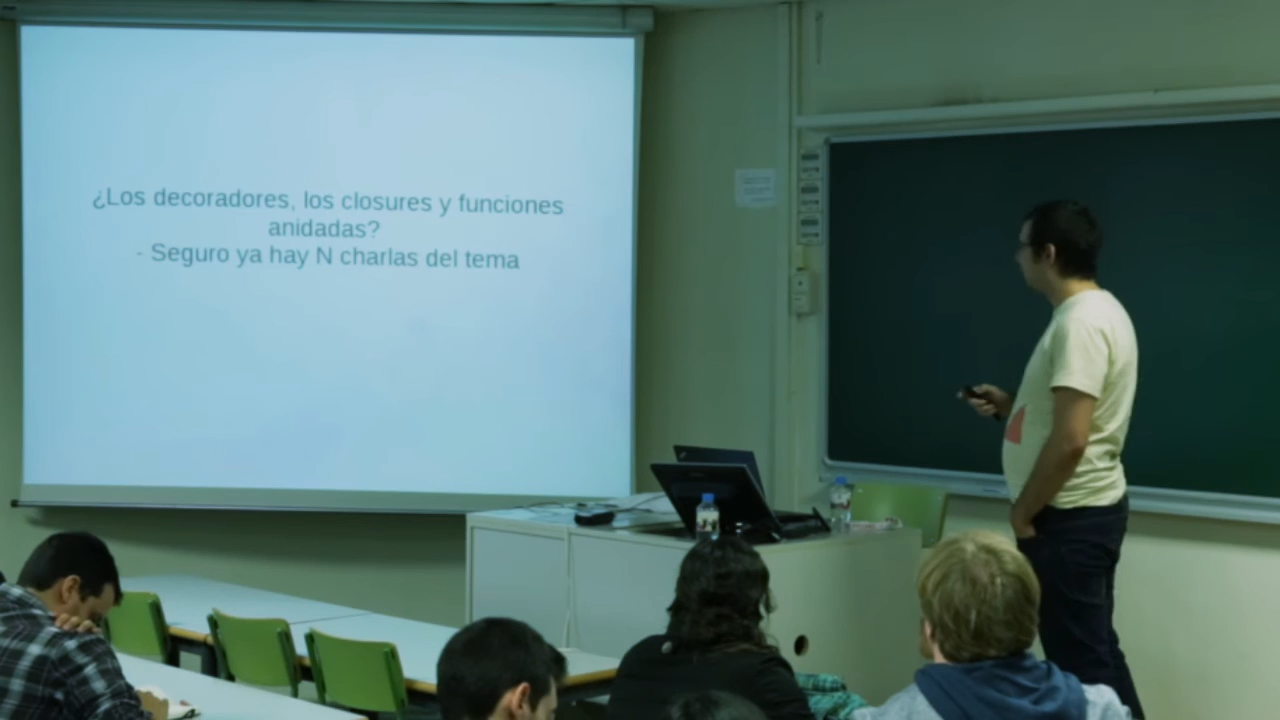 ¿Los decoradores, los closures y funciones
anidadas?
- Seguro ya hay N charlas del tema